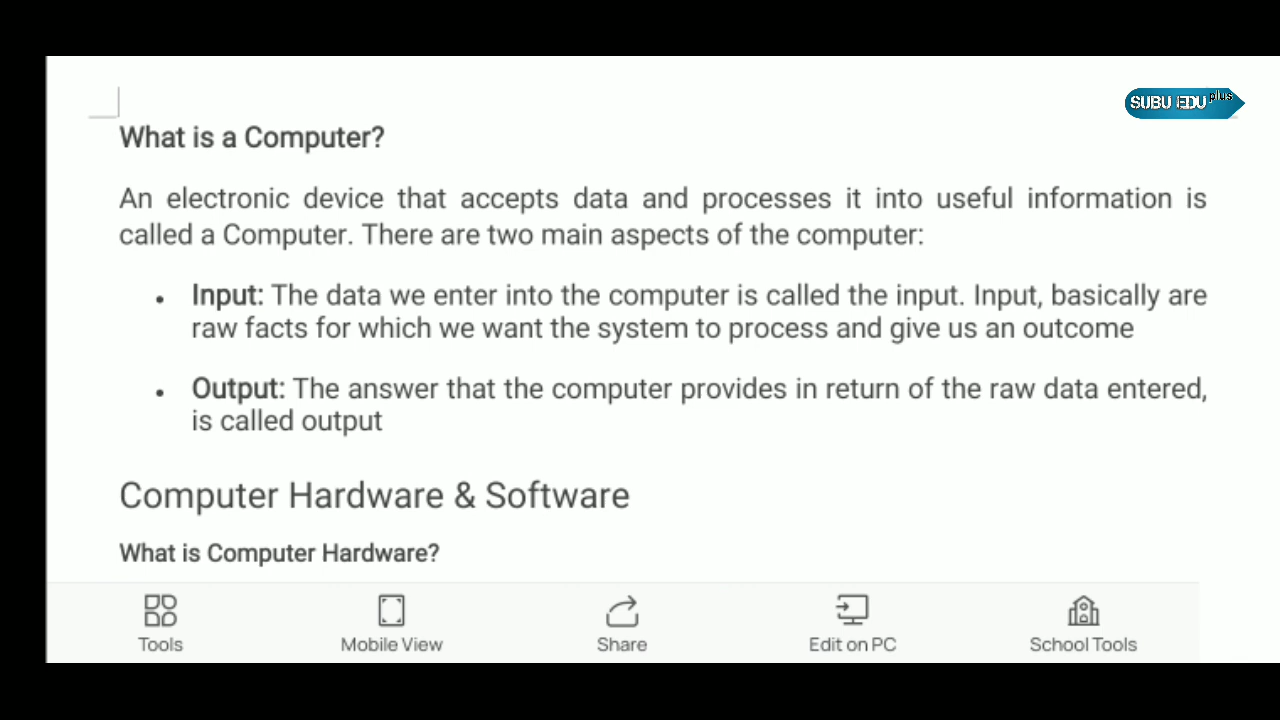 SUBU EDU plus
What is a Computer?
An electronic device that accepts data and processes it into useful information is
called a Computer. There are two main aspects of the computer:
• Input: The data we enter into the computer is called the input. Input, basically are
raw facts for which we want the system to process and give us an outcome
• Output: The answer that the computer provides in return of the raw data entered,
is called output
Computer Hardware & Software
What is Computer Hardware?
Tools Mobile View Share Edit on PC School Tools